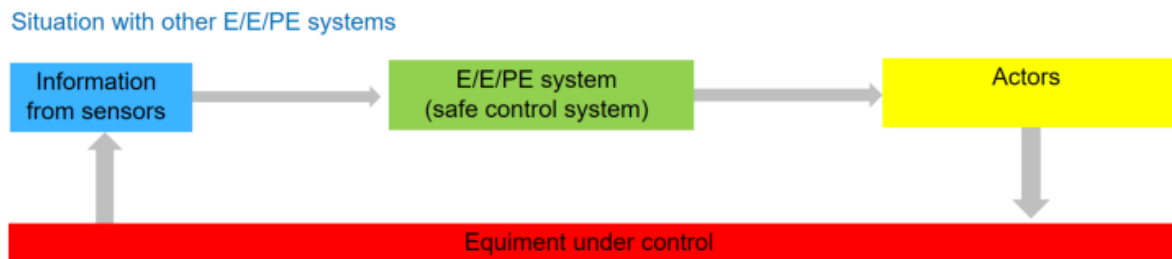 Situation with other E/E/PE systems
Information
from sensors
E/E/PE system
(safe control system)
Actors
Equiment under control